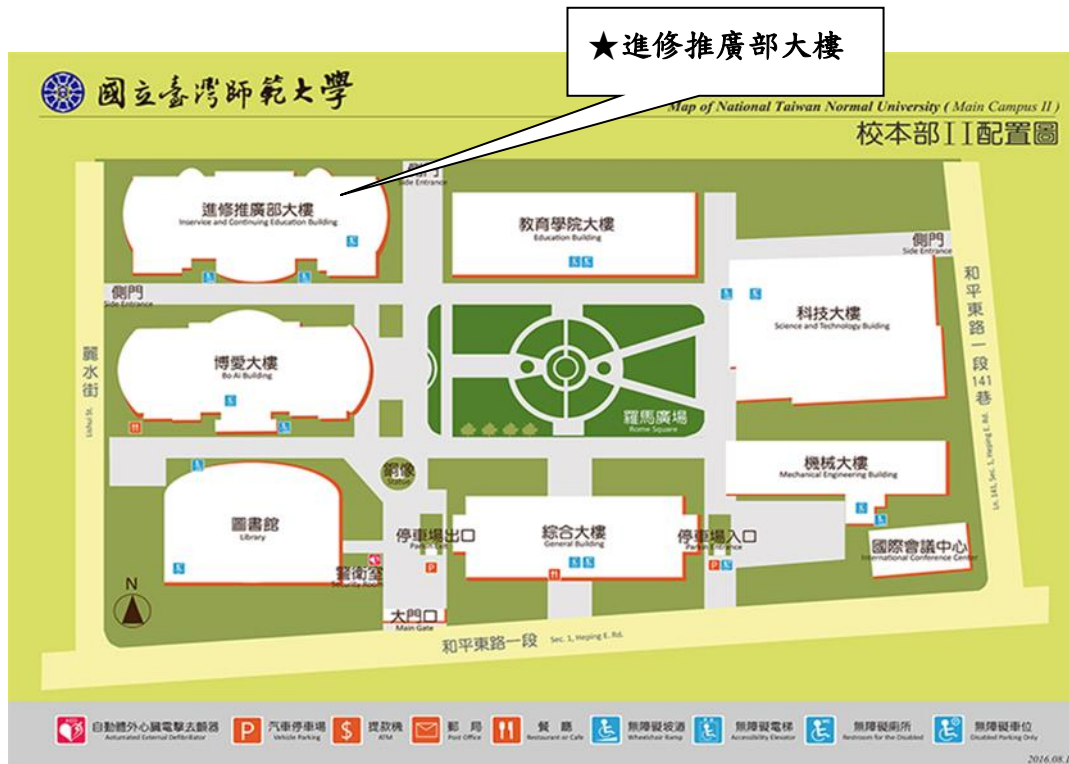 ★進修推廣部大樓
國立臺灣師範大學
Map of National Taiwan Normal University ( Main Campus II )
校本部II配置圖
側門
Side Entrance
進修推廣部大樓
Inservice and Continuing Education Building
教育學院大樓
Education Building
側門
Side Entrance
側門
Side Entrance
科技大樓
Science and Technology Buiding
和平東路一段141巷
Ln. 141, Sec. 1, Heping E. Rd.
麗水街
Lishui St.
博愛大樓
Bo Ai Building
羅馬廣場
Rome Square
銅像
Statue
機械大樓
Mechanical Engineering Building
圖書館
Library
停車場出口
綜合大樓
General Building
停車場入口
Parking Entrance
國際會議中心
International Conference Center
警衛室
Security Room
N
P
P
大門口
Main Gate
和平東路一段 Sec. 1, Heping E. Rd.
自動體外心臟電擊去顫器
Automated External Defibrillator
P 汽車停車場
Vehicle Parking
$ 提款機
ATM
郵局
Post Office
餐廳
Restaurant or Cafe
無障礙坡道
Wheelchair Ramp
無障礙電梯
Accessibility Elevator
無障礙廁所
Restroom for the Disabled
無障礙車位
Disabled Parking Only